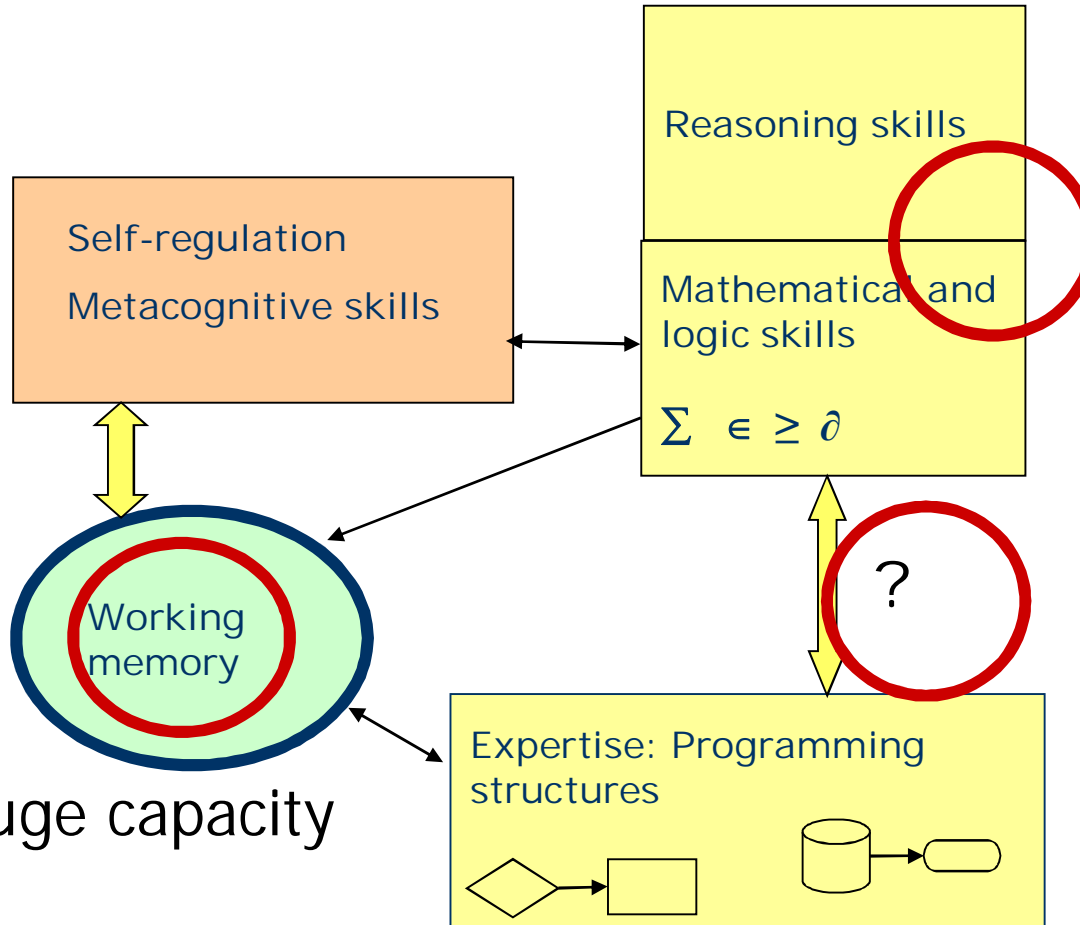 Reasoning skills
Self-regulation
Metacognitive skills
Mathematical and
logic skills
Σ ∈ ≥ ∂
?
Working
memory
Expertise: Programming
structures
uge capacity